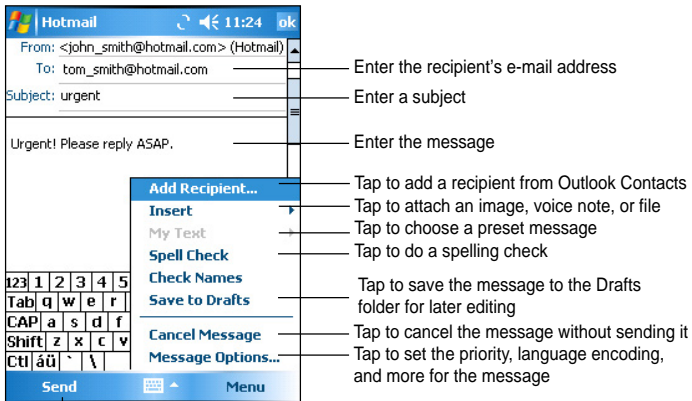 Hotmail 11:24 ok
From: <john_smith@hotmail.com> (Hotmail)
To: tom_smith@hotmail.com
Subject: urgent
Urgent! Please reply ASAP.
Enter the recipient's e-mail address
Enter a subject
Enter the message
Add Recipient...
Insert
My Text
Spell Check
Check Names
Save to Drafts
Cancel Message
Message Options...
Tap to add a recipient from Outlook Contacts
Tap to attach an image, voice note, or file
Tap to choose a preset message
Tap to do a spelling check
Tap to save the message to the Drafts
folder for later editing
Tap to cancel the message without sending it
Tap to set the priority, language encoding,
and more for the message
123 1 2 3 4 5
Tab q w e r
CAP a s d f
Shift z x c v
Ctl áü ` \
Send Menu